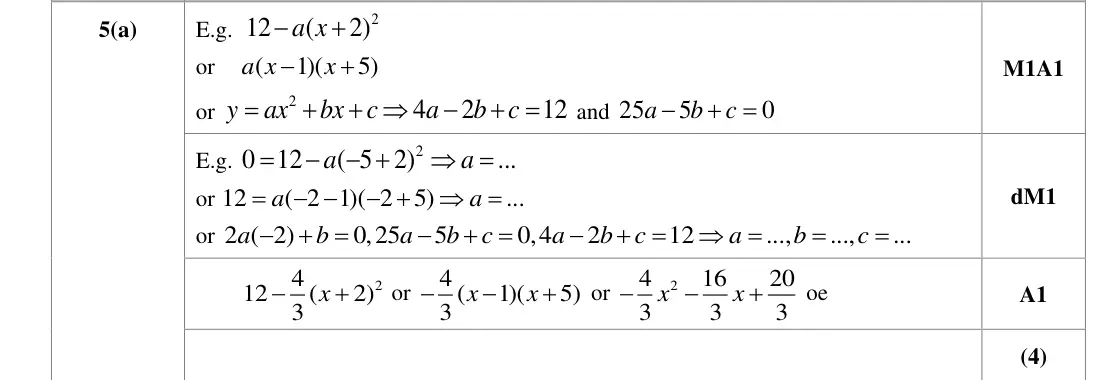 5(a)
E.g. 12 − a(x + 2)²
or a(x − 1)(x + 5)
or y = ax² + bx + c ⇒ 4a − 2b + c = 12 and 25a − 5b + c = 0
M1A1
E.g. 0 = 12 − a(−5 + 2)² ⇒ a = ...
or 12 = a(−2 − 1)(−2 + 5) ⇒ a = ...
or 2a(−2) + b = 0, 25a − 5b + c = 0, 4a − 2b + c = 12 ⇒ a = ..., b = ..., c = ...
dM1
12 − 4/3 (x + 2)² or − 4/3 (x − 1)(x + 5) or − 4/3 x² − 16/3 x + 20/3 oe
A1
(4)